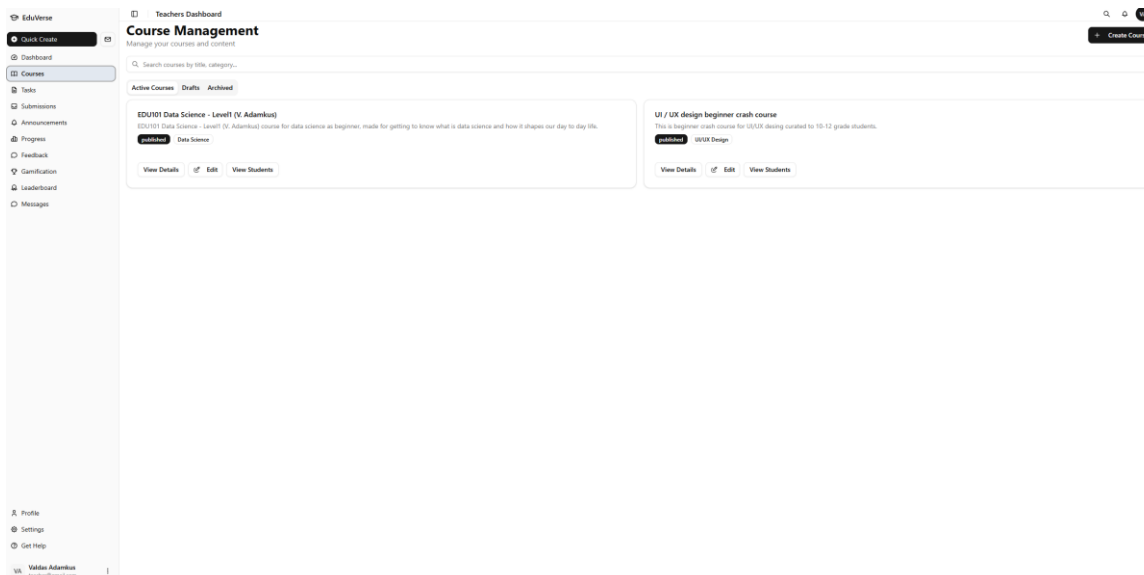 EduVerse
Quick Create
Dashboard
Courses
Tasks
Submissions
Announcements
Progress
Feedback
Gamification
Leaderboard
Messages
Profile
Settings
Get Help
VA
Valdas Adamkus
Teachers Dashboard
Course Management
Manage your courses and content
+ Create Cours
Search courses by title, category...
Active Courses Drafts Archived
EDU101 Data Science - Level1 (V. Adamkus)
EDU101 Data Science - Level1 (V. Adamkus) course for data science as beginner, made for getting to know what is data science and how it shapes our day to day life.
published Data Science
View Details Edit View Students
UI / UX design beginner crash course
This is beginner crash course for UI/UX desing curated to 10-12 grade students.
published UI/UX Design
View Details Edit View Students